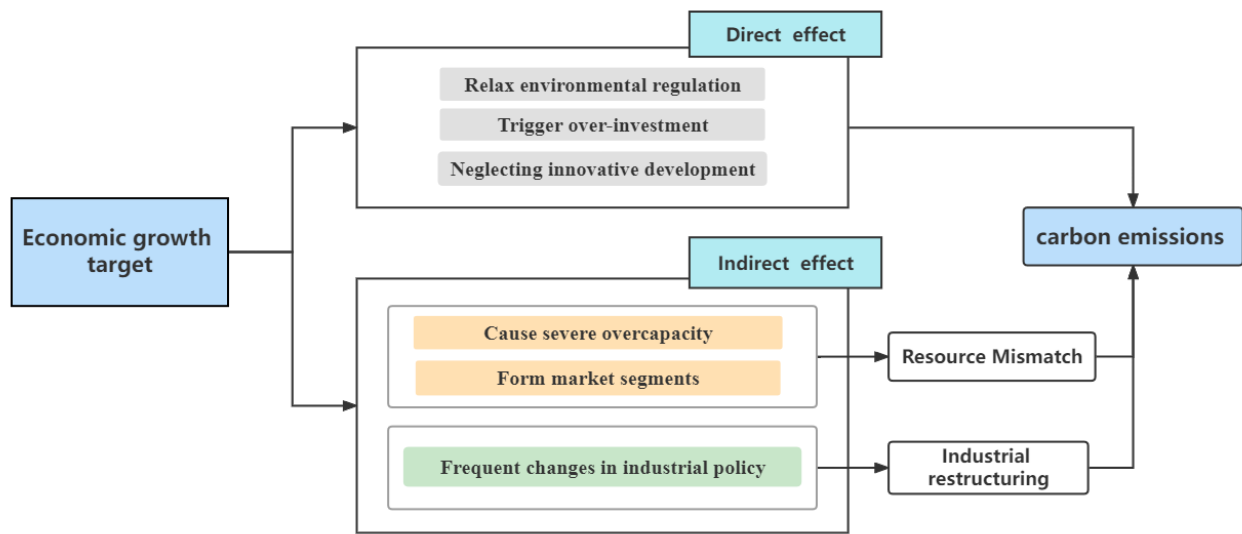 Direct effect
Relax environmental regulation
Trigger over-investment
Neglecting innovative development
Economic growth
target
carbon emissions
Indirect effect
Cause severe overcapacity
Form market segments
Resource Mismatch
Frequent changes in industrial policy
Industrial
restructuring